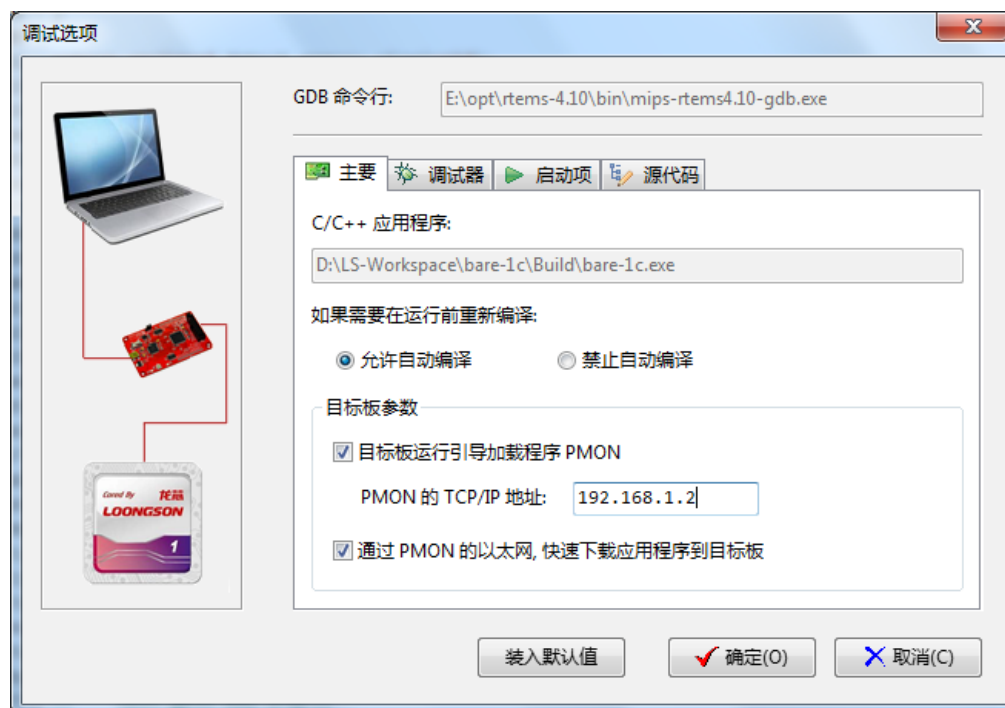 调试选项
GDB 命令行:
E:\opt\rtems-4.10\bin\mips-rtems4.10-gdb.exe
主要 调试器 启动项 源代码
C/C++ 应用程序:
D:\LS-Workspace\bare-1c\Build\bare-1c.exe
如果需要在运行前重新编译:
允许自动编译 禁止自动编译
目标板参数
目标板运行引导加载程序 PMON
PMON 的 TCP/IP 地址: 192.168.1.2
通过 PMON 的以太网, 快速下载应用程序到目标板
Cored By 龙芯
LOONGSON
1
装入默认值 确定(O) 取消(C)